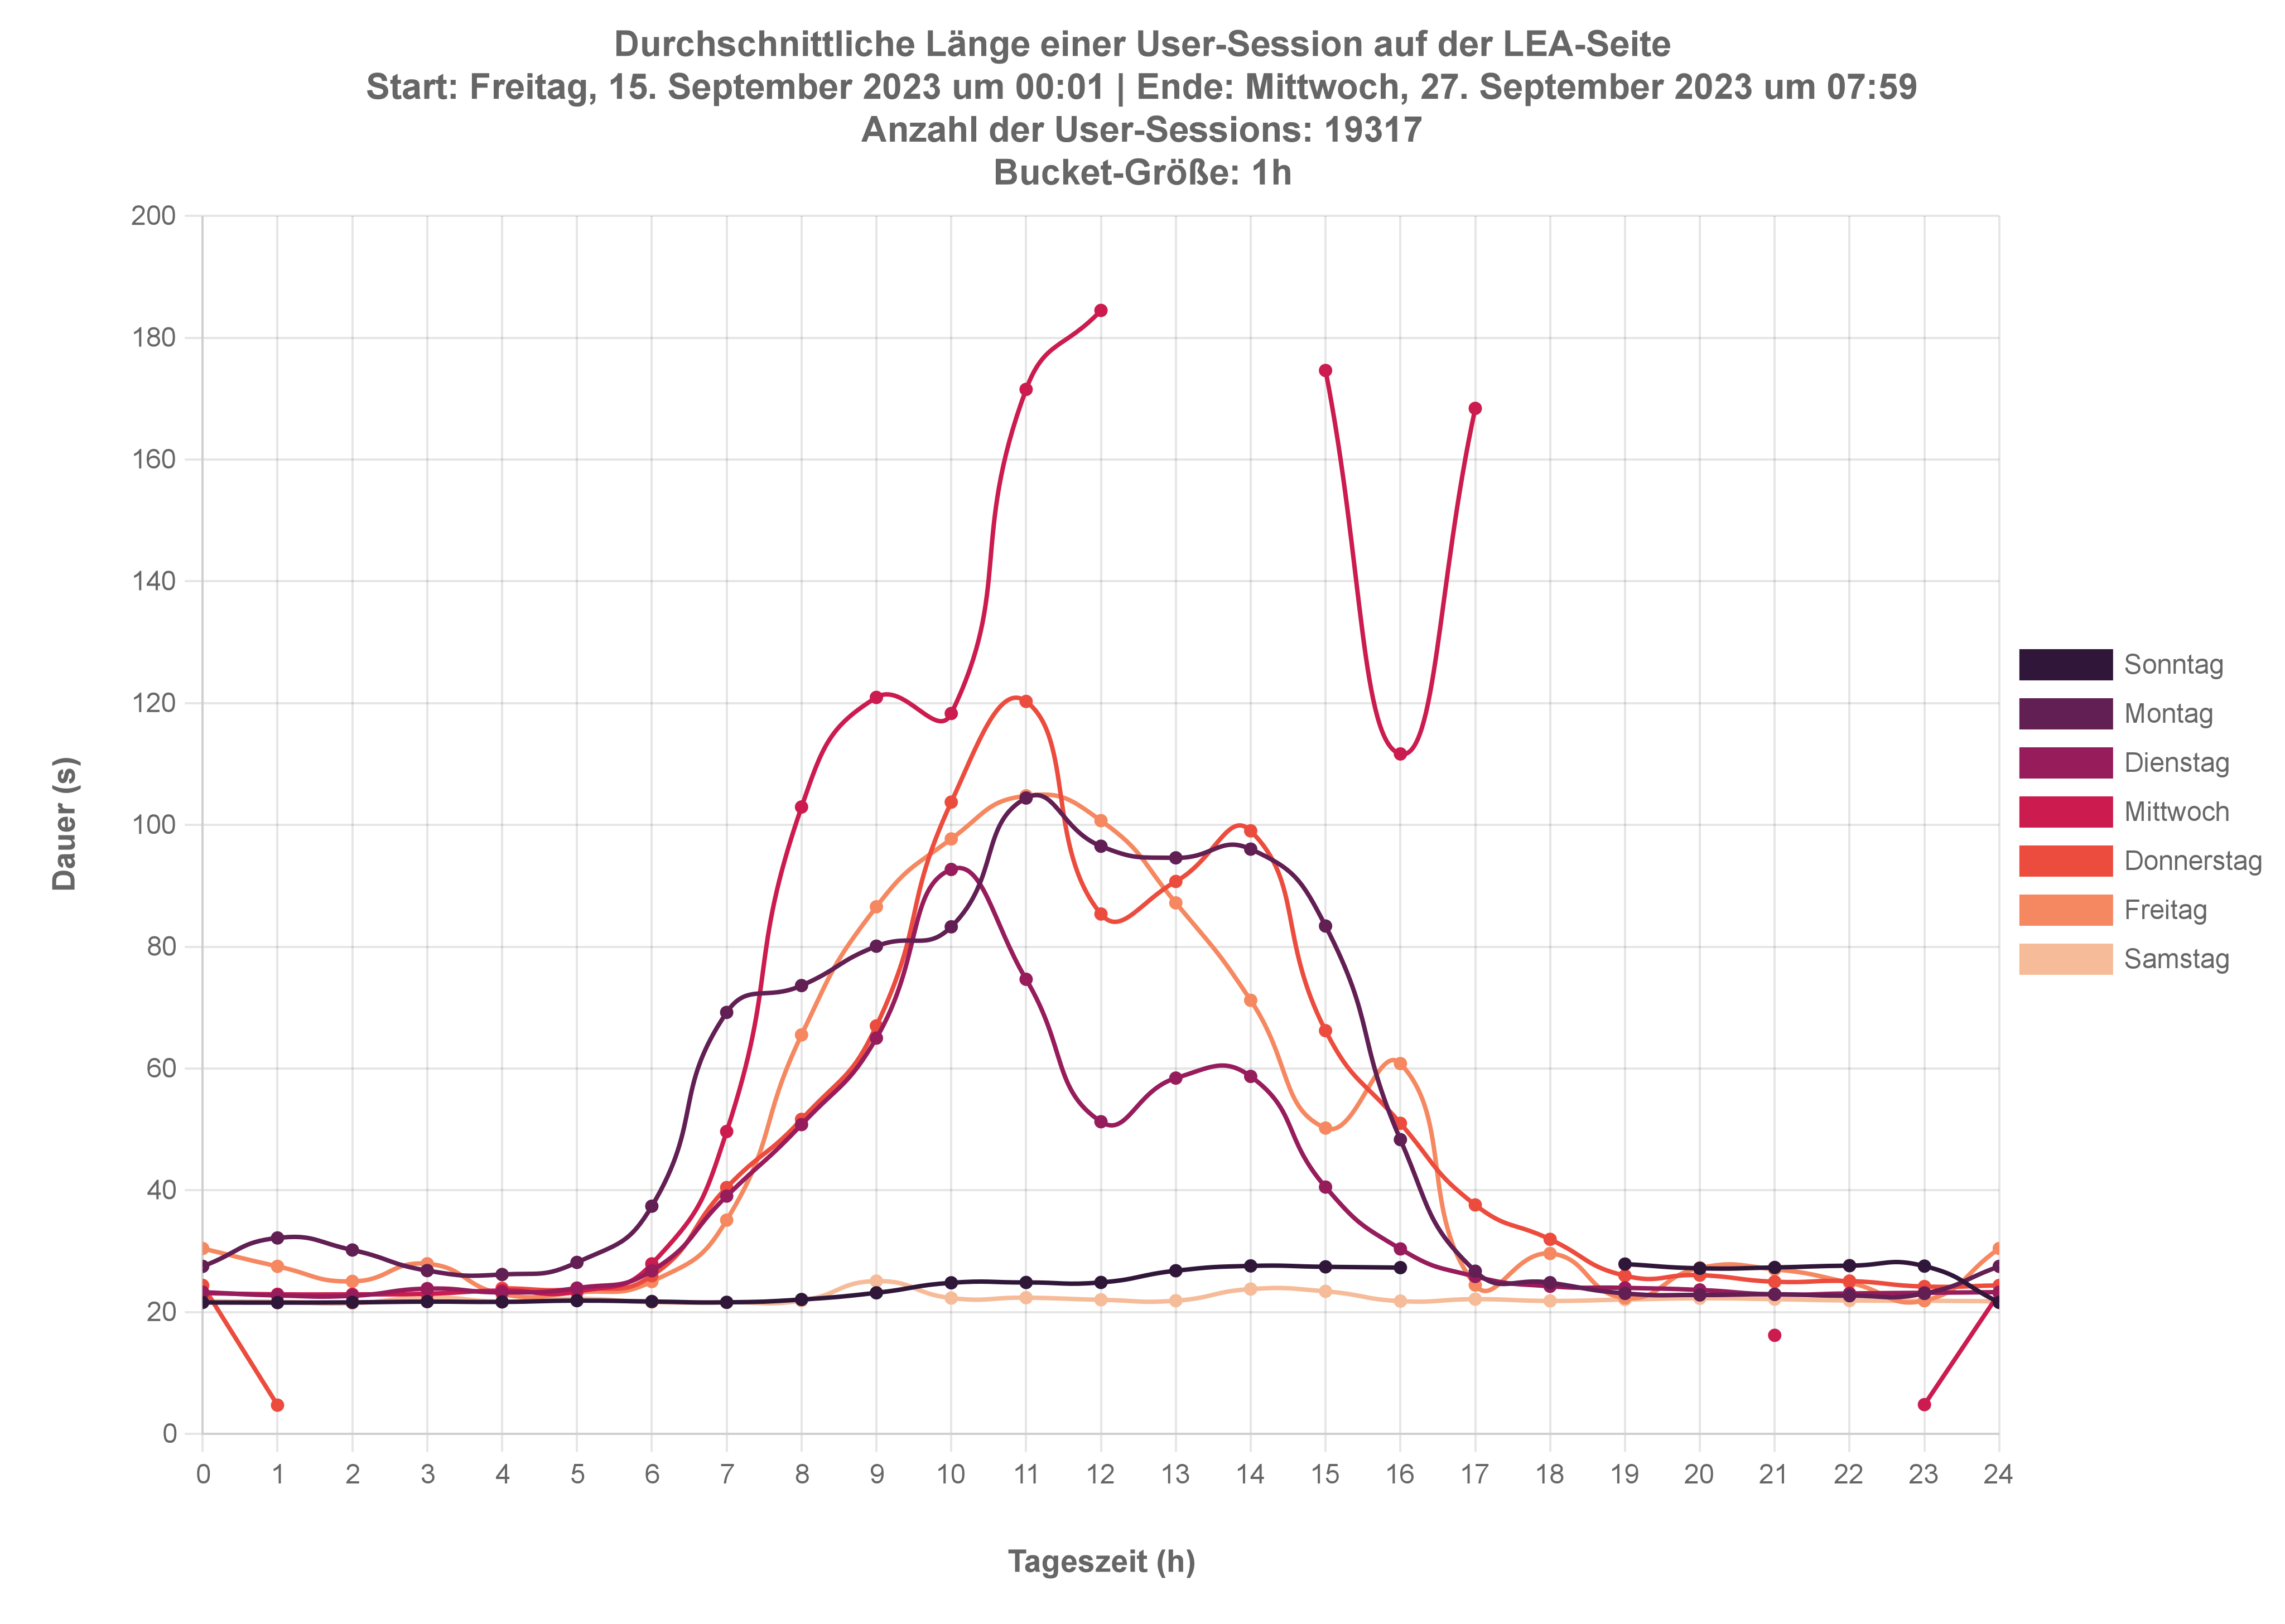 Durchschnittliche Länge einer User-Session auf der LEA-Seite
Start: Freitag, 15. September 2023 um 00:01 | Ende: Mittwoch, 27. September 2023 um 07:59
Anzahl der User-Sessions: 19317
Bucket-Größe: 1h
200
180
160
140
120
100
80
60
40
20
0
Dauer (s)
0 1 2 3 4 5 6 7 8 9 10 11 12 13 14 15 16 17 18 19 20 21 22 23 24
Tageszeit (h)
Sonntag
Montag
Dienstag
Mittwoch
Donnerstag
Freitag
Samstag